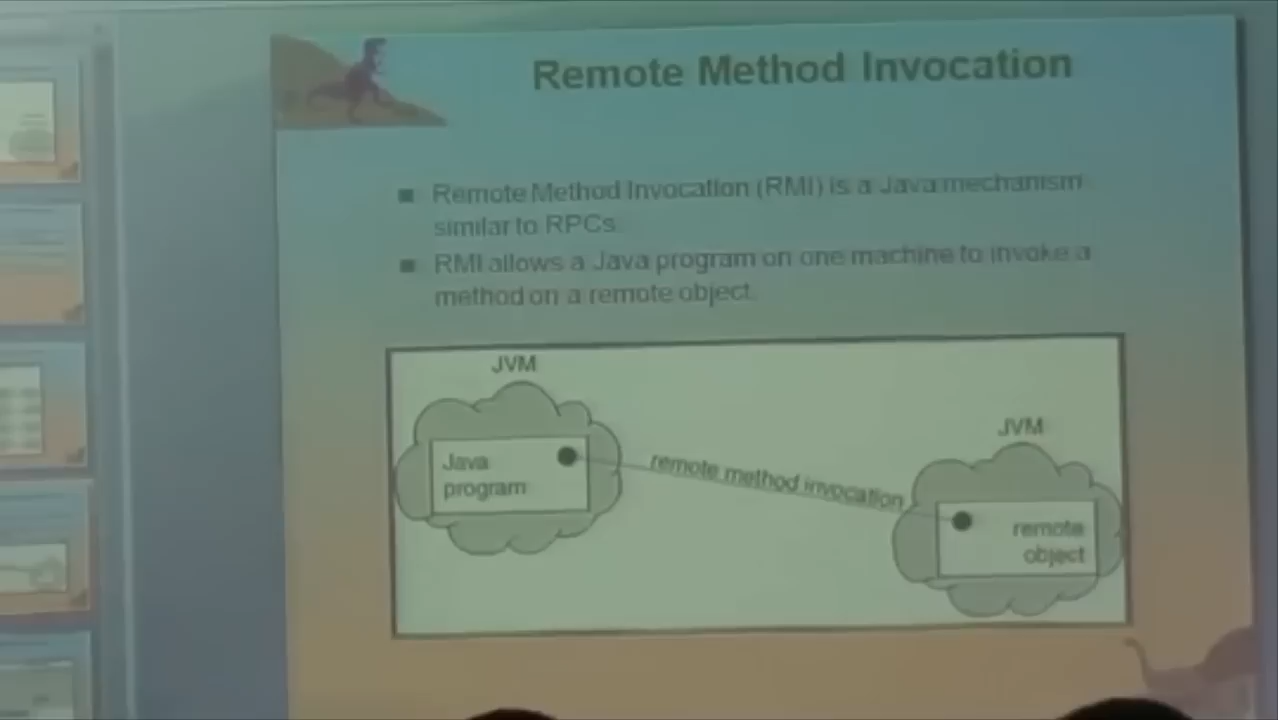 Remote Method Invocation
Remote Method Invocation (RMI) is a Java mechanism
similar to RPCs.
RMI allows a Java program on one machine to invoke a
method on a remote object.
JVM
JVM
Java
program
remote method invocation
remote
object